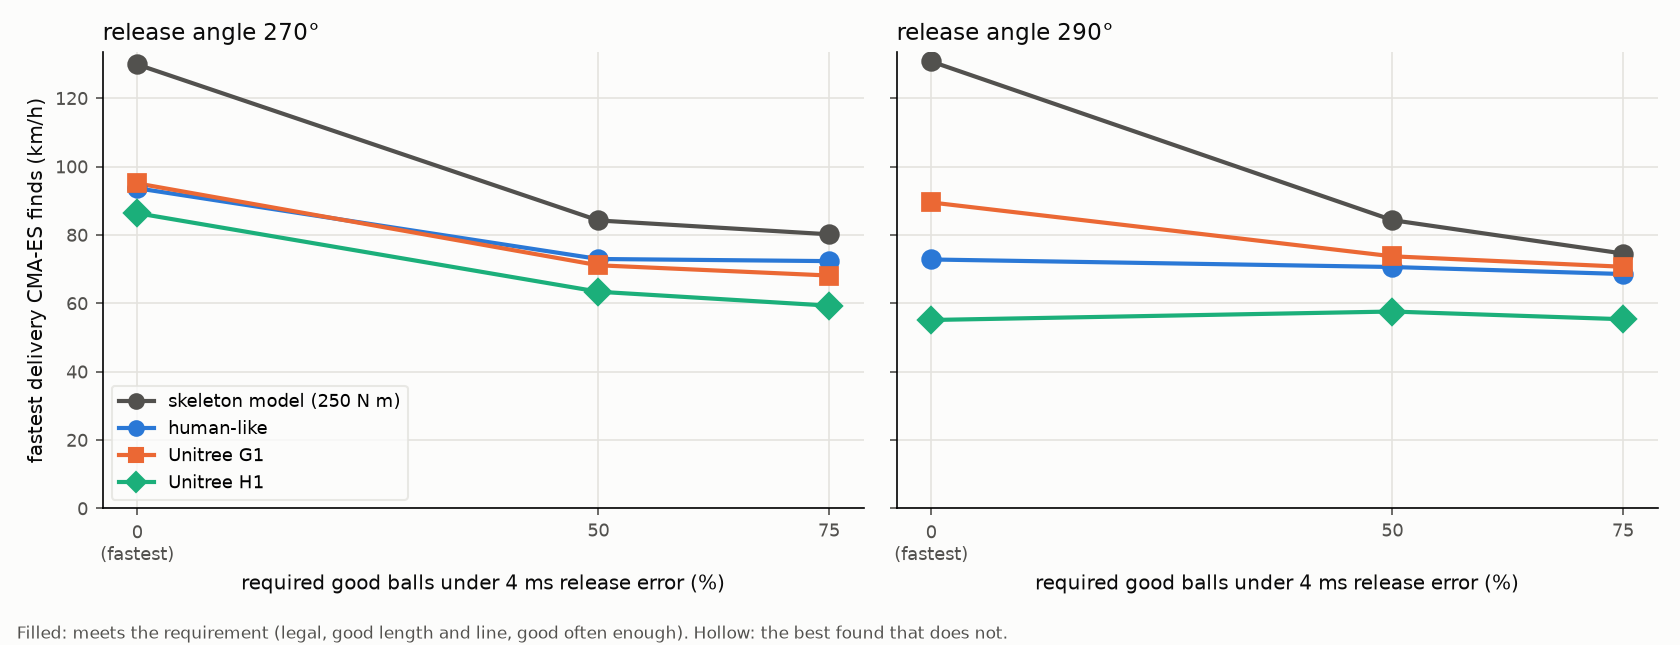 release angle 270°
release angle 290°
fastest delivery CMA-ES finds (km/h)
120
100
80
60
40
20
0
skeleton model (250 N m)
human-like
Unitree G1
Unitree H1
0
(fastest)
50
75
0
(fastest)
50
75
required good balls under 4 ms release error (%)
required good balls under 4 ms release error (%)
Filled: meets the requirement (legal, good length and line, good often enough). Hollow: the best found that does not.